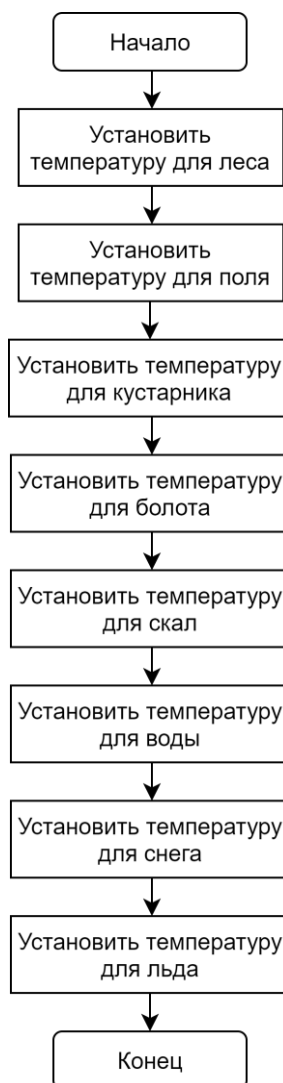 Начало
Установить
температуру для леса
Установить
температуру для поля
Установить температуру
для кустарника
Установить температуру
для болота
Установить температуру
для скал
Установить температуру
для воды
Установить температуру
для снега
Установить температуру
для льда
Конец